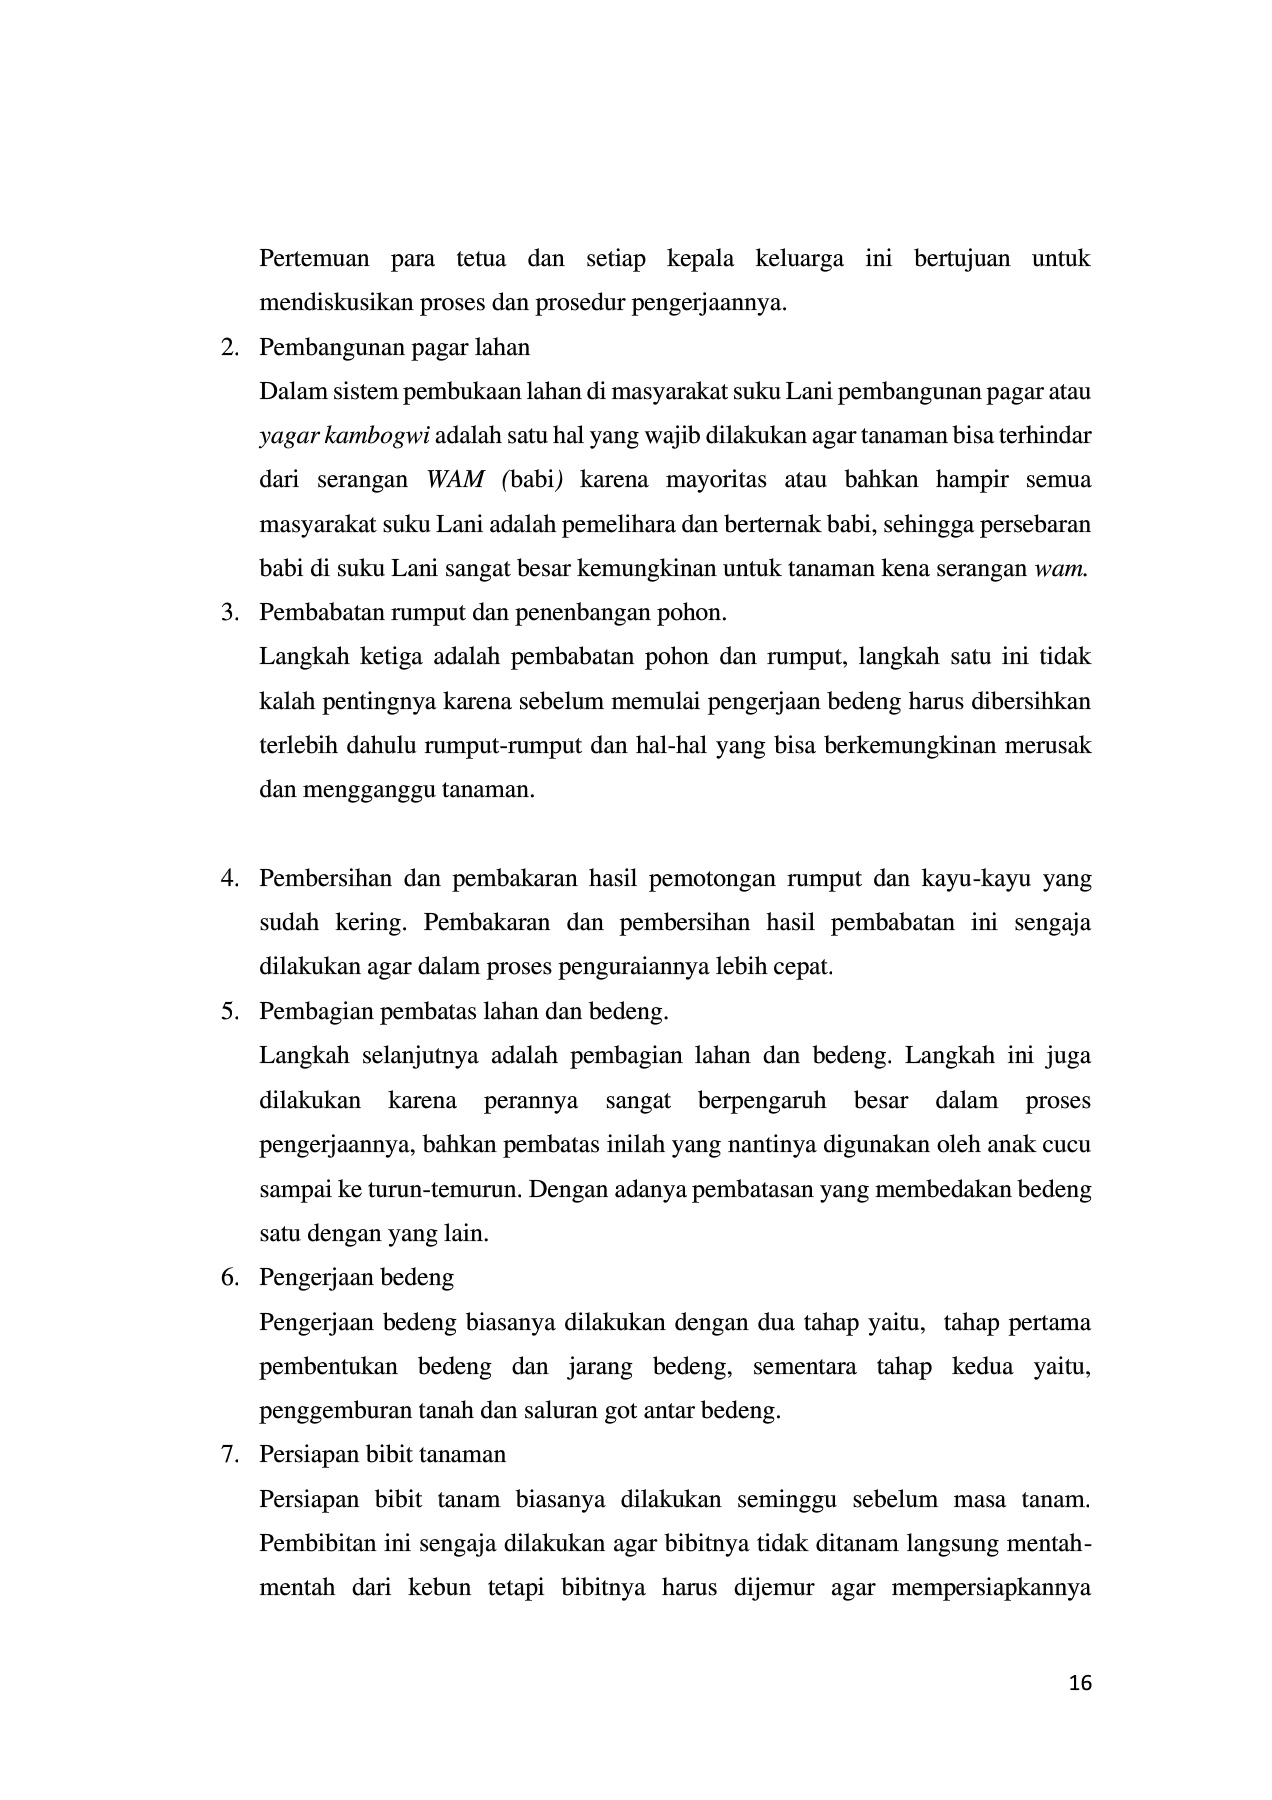 Pertemuan para tetua dan setiap kepala keluarga ini bertujuan untuk
mendiskusikan proses dan prosedur pengerjaannya.
2. Pembangunan pagar lahan
Dalam sistem pembukaan lahan di masyarakat suku Lani pembangunan pagar atau
yagar kambogwi adalah satu hal yang wajib dilakukan agar tanaman bisa terhindar
dari serangan WAM (babi) karena mayoritas atau bahkan hampir semua
masyarakat suku Lani adalah pemelihara dan berternak babi, sehingga persebaran
babi di suku Lani sangat besar kemungkinan untuk tanaman kena serangan wam.
3. Pembabatan rumput dan penenbangan pohon.
Langkah ketiga adalah pembabatan pohon dan rumput, langkah satu ini tidak
kalah pentingnya karena sebelum memulai pengerjaan bedeng harus dibersihkan
terlebih dahulu rumput-rumput dan hal-hal yang bisa berkemungkinan merusak
dan mengganggu tanaman.
4. Pembersihan dan pembakaran hasil pemotongan rumput dan kayu-kayu yang
sudah kering. Pembakaran dan pembersihan hasil pembabatan ini sengaja
dilakukan agar dalam proses penguraiannya lebih cepat.
5. Pembagian pembatas lahan dan bedeng.
Langkah selanjutnya adalah pembagian lahan dan bedeng. Langkah ini juga
dilakukan karena perannya sangat berpengaruh besar dalam proses
pengerjaannya, bahkan pembatas inilah yang nantinya digunakan oleh anak cucu
sampai ke turun-temurun. Dengan adanya pembatasan yang membedakan bedeng
satu dengan yang lain.
6. Pengerjaan bedeng
Pengerjaan bedeng biasanya dilakukan dengan dua tahap yaitu, tahap pertama
pembentukan bedeng dan jarang bedeng, sementara tahap kedua yaitu,
penggemburan tanah dan saluran got antar bedeng.
7. Persiapan bibit tanaman
Persiapan bibit tanam biasanya dilakukan seminggu sebelum masa tanam.
Pembibitan ini sengaja dilakukan agar bibitnya tidak ditanam langsung mentah-
mentah dari kebun tetapi bibitnya harus dijemur agar mempersiapkannya
16